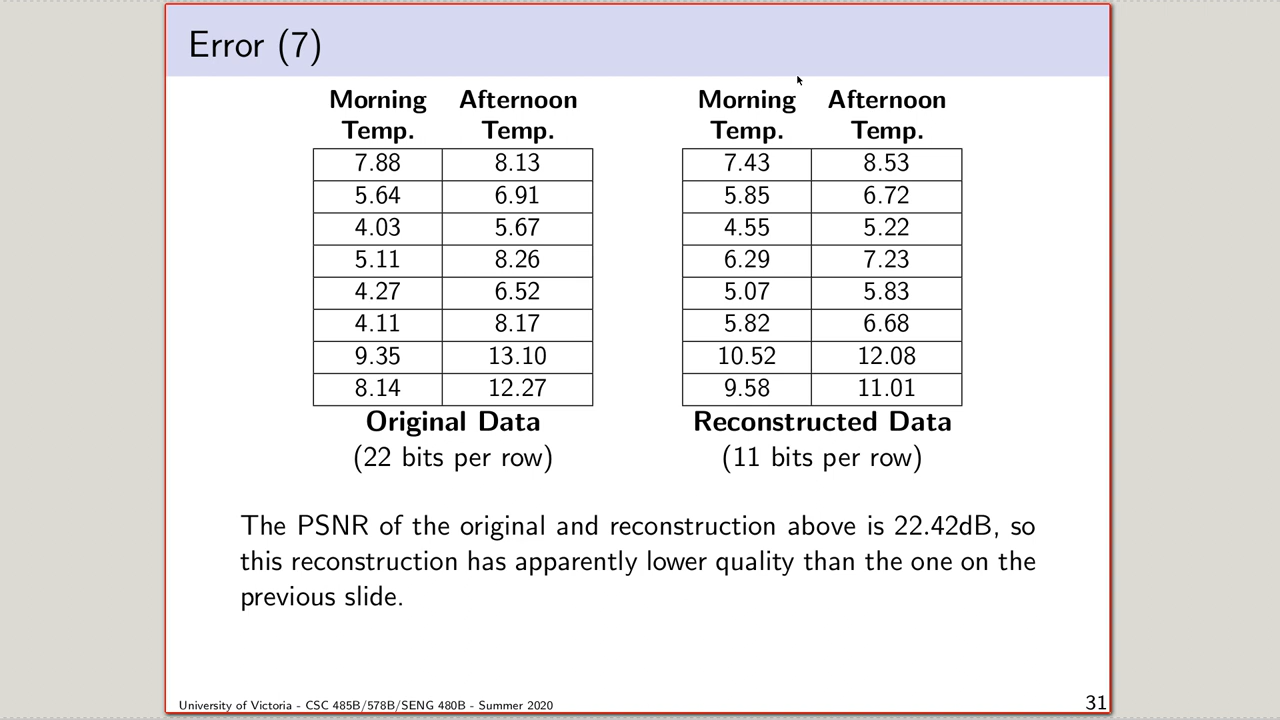 Error (7)
Morning Afternoon Morning Afternoon
Temp. Temp. Temp. Temp.
7.88 8.13 7.43 8.53
5.64 6.91 5.85 6.72
4.03 5.67 4.55 5.22
5.11 8.26 6.29 7.23
4.27 6.52 5.07 5.83
4.11 8.17 5.82 6.68
9.35 13.10 10.52 12.08
8.14 12.27 9.58 11.01
Original Data Reconstructed Data
(22 bits per row) (11 bits per row)
The PSNR of the original and reconstruction above is 22.42dB, so
this reconstruction has apparently lower quality than the one on the
previous slide.
University of Victoria - CSC 485B/578B/SENG 480B - Summer 2020 31